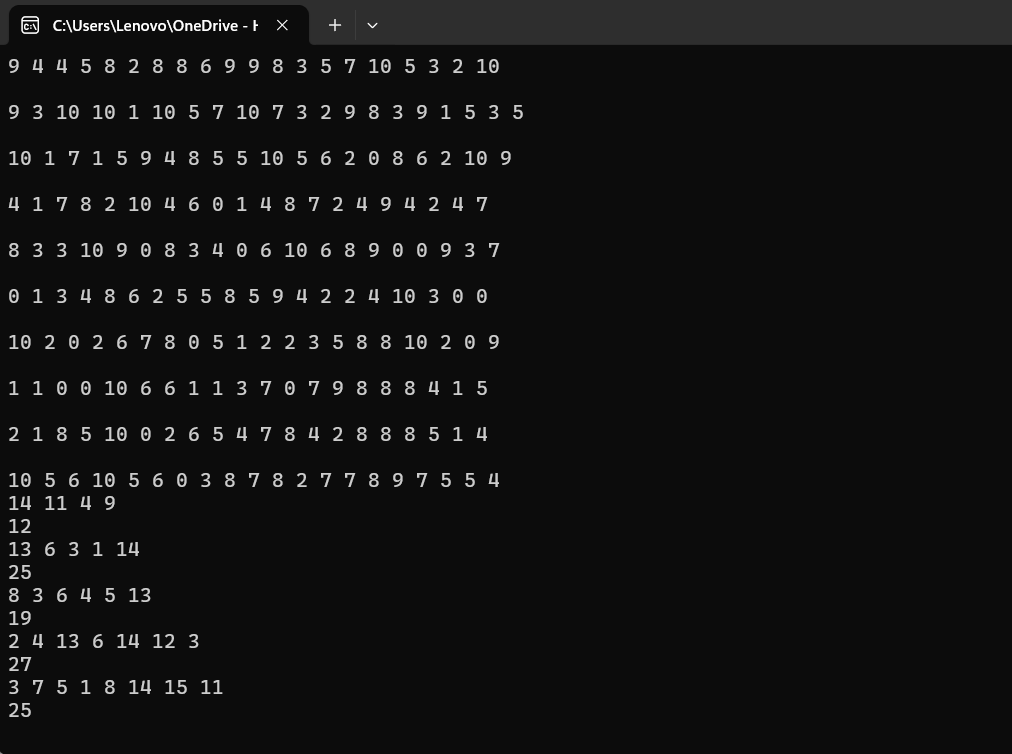 C:\Users\Lenovo\OneDrive - H
9 4 4 5 8 2 8 8 6 9 9 8 3 5 7 10 5 3 2 10
9 3 10 10 1 10 5 7 10 7 3 2 9 8 3 9 1 5 3 5
10 1 7 1 5 9 4 8 5 5 10 5 6 2 0 8 6 2 10 9
4 1 7 8 2 10 4 6 0 1 4 8 7 2 4 9 4 2 4 7
8 3 3 10 9 0 8 3 4 0 6 10 6 8 9 0 0 9 3 7
0 1 3 4 8 6 2 5 5 8 5 9 4 2 2 4 10 3 0 0
10 2 0 2 6 7 8 0 5 1 2 2 3 5 8 8 10 2 0 9
1 1 0 0 10 6 6 1 1 3 7 0 7 9 8 8 8 4 1 5
2 1 8 5 10 0 2 6 5 4 7 8 4 2 8 8 8 5 1 4
10 5 6 10 5 6 0 3 8 7 8 2 7 7 8 9 7 5 5 4
14 11 4 9
12
13 6 3 1 14
25
8 3 6 4 5 13
19
2 4 13 6 14 12 3
27
3 7 5 1 8 14 15 11
25